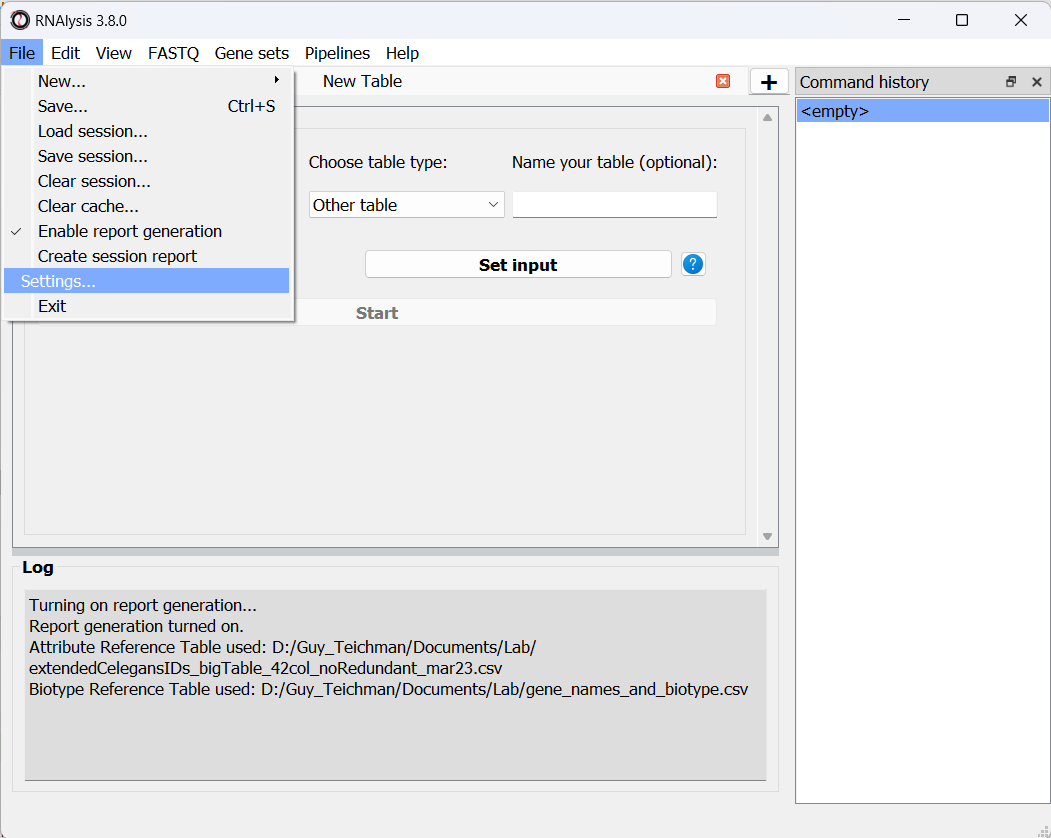 RNAlysis 3.8.0
File Edit View FASTQ Gene sets Pipelines Help
New...
Save... Ctrl+S
Load session...
Save session...
Clear session...
Clear cache...
Enable report generation
Create session report
Settings...
Exit
New Table
Choose table type: Name your table (optional):
Other table
Set input ?
Start
Command history
<empty>
Log
Turning on report generation...
Report generation turned on.
Attribute Reference Table used: D:/Guy_Teichman/Documents/Lab/
extendedCelegansIDs_bigTable_42col_noRedundant_mar23.csv
Biotype Reference Table used: D:/Guy_Teichman/Documents/Lab/gene_names_and_biotype.csv